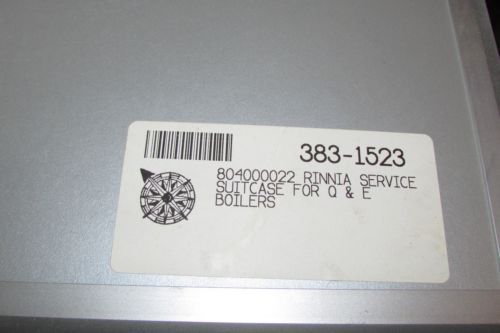 383-1523
804000022 RINNIA SERVICE
SUITCASE FOR Q & E
BOILERS